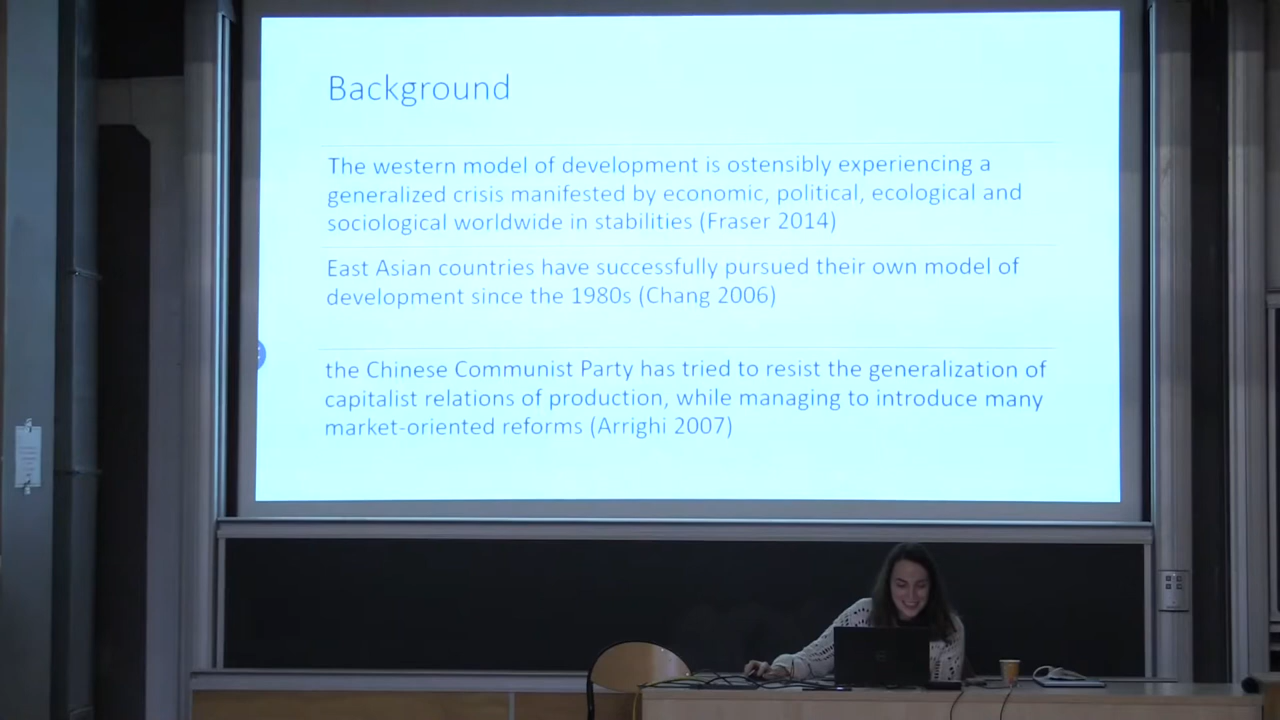 Background
The western model of development is ostensibly experiencing a
generalized crisis manifested by economic, political, ecological and
sociological worldwide in stabilities (Fraser 2014)
East Asian countries have successfully pursued their own model of
development since the 1980s (Chang 2006)
the Chinese Communist Party has tried to resist the generalization of
capitalist relations of production, while managing to introduce many
market-oriented reforms (Arrighi 2007)